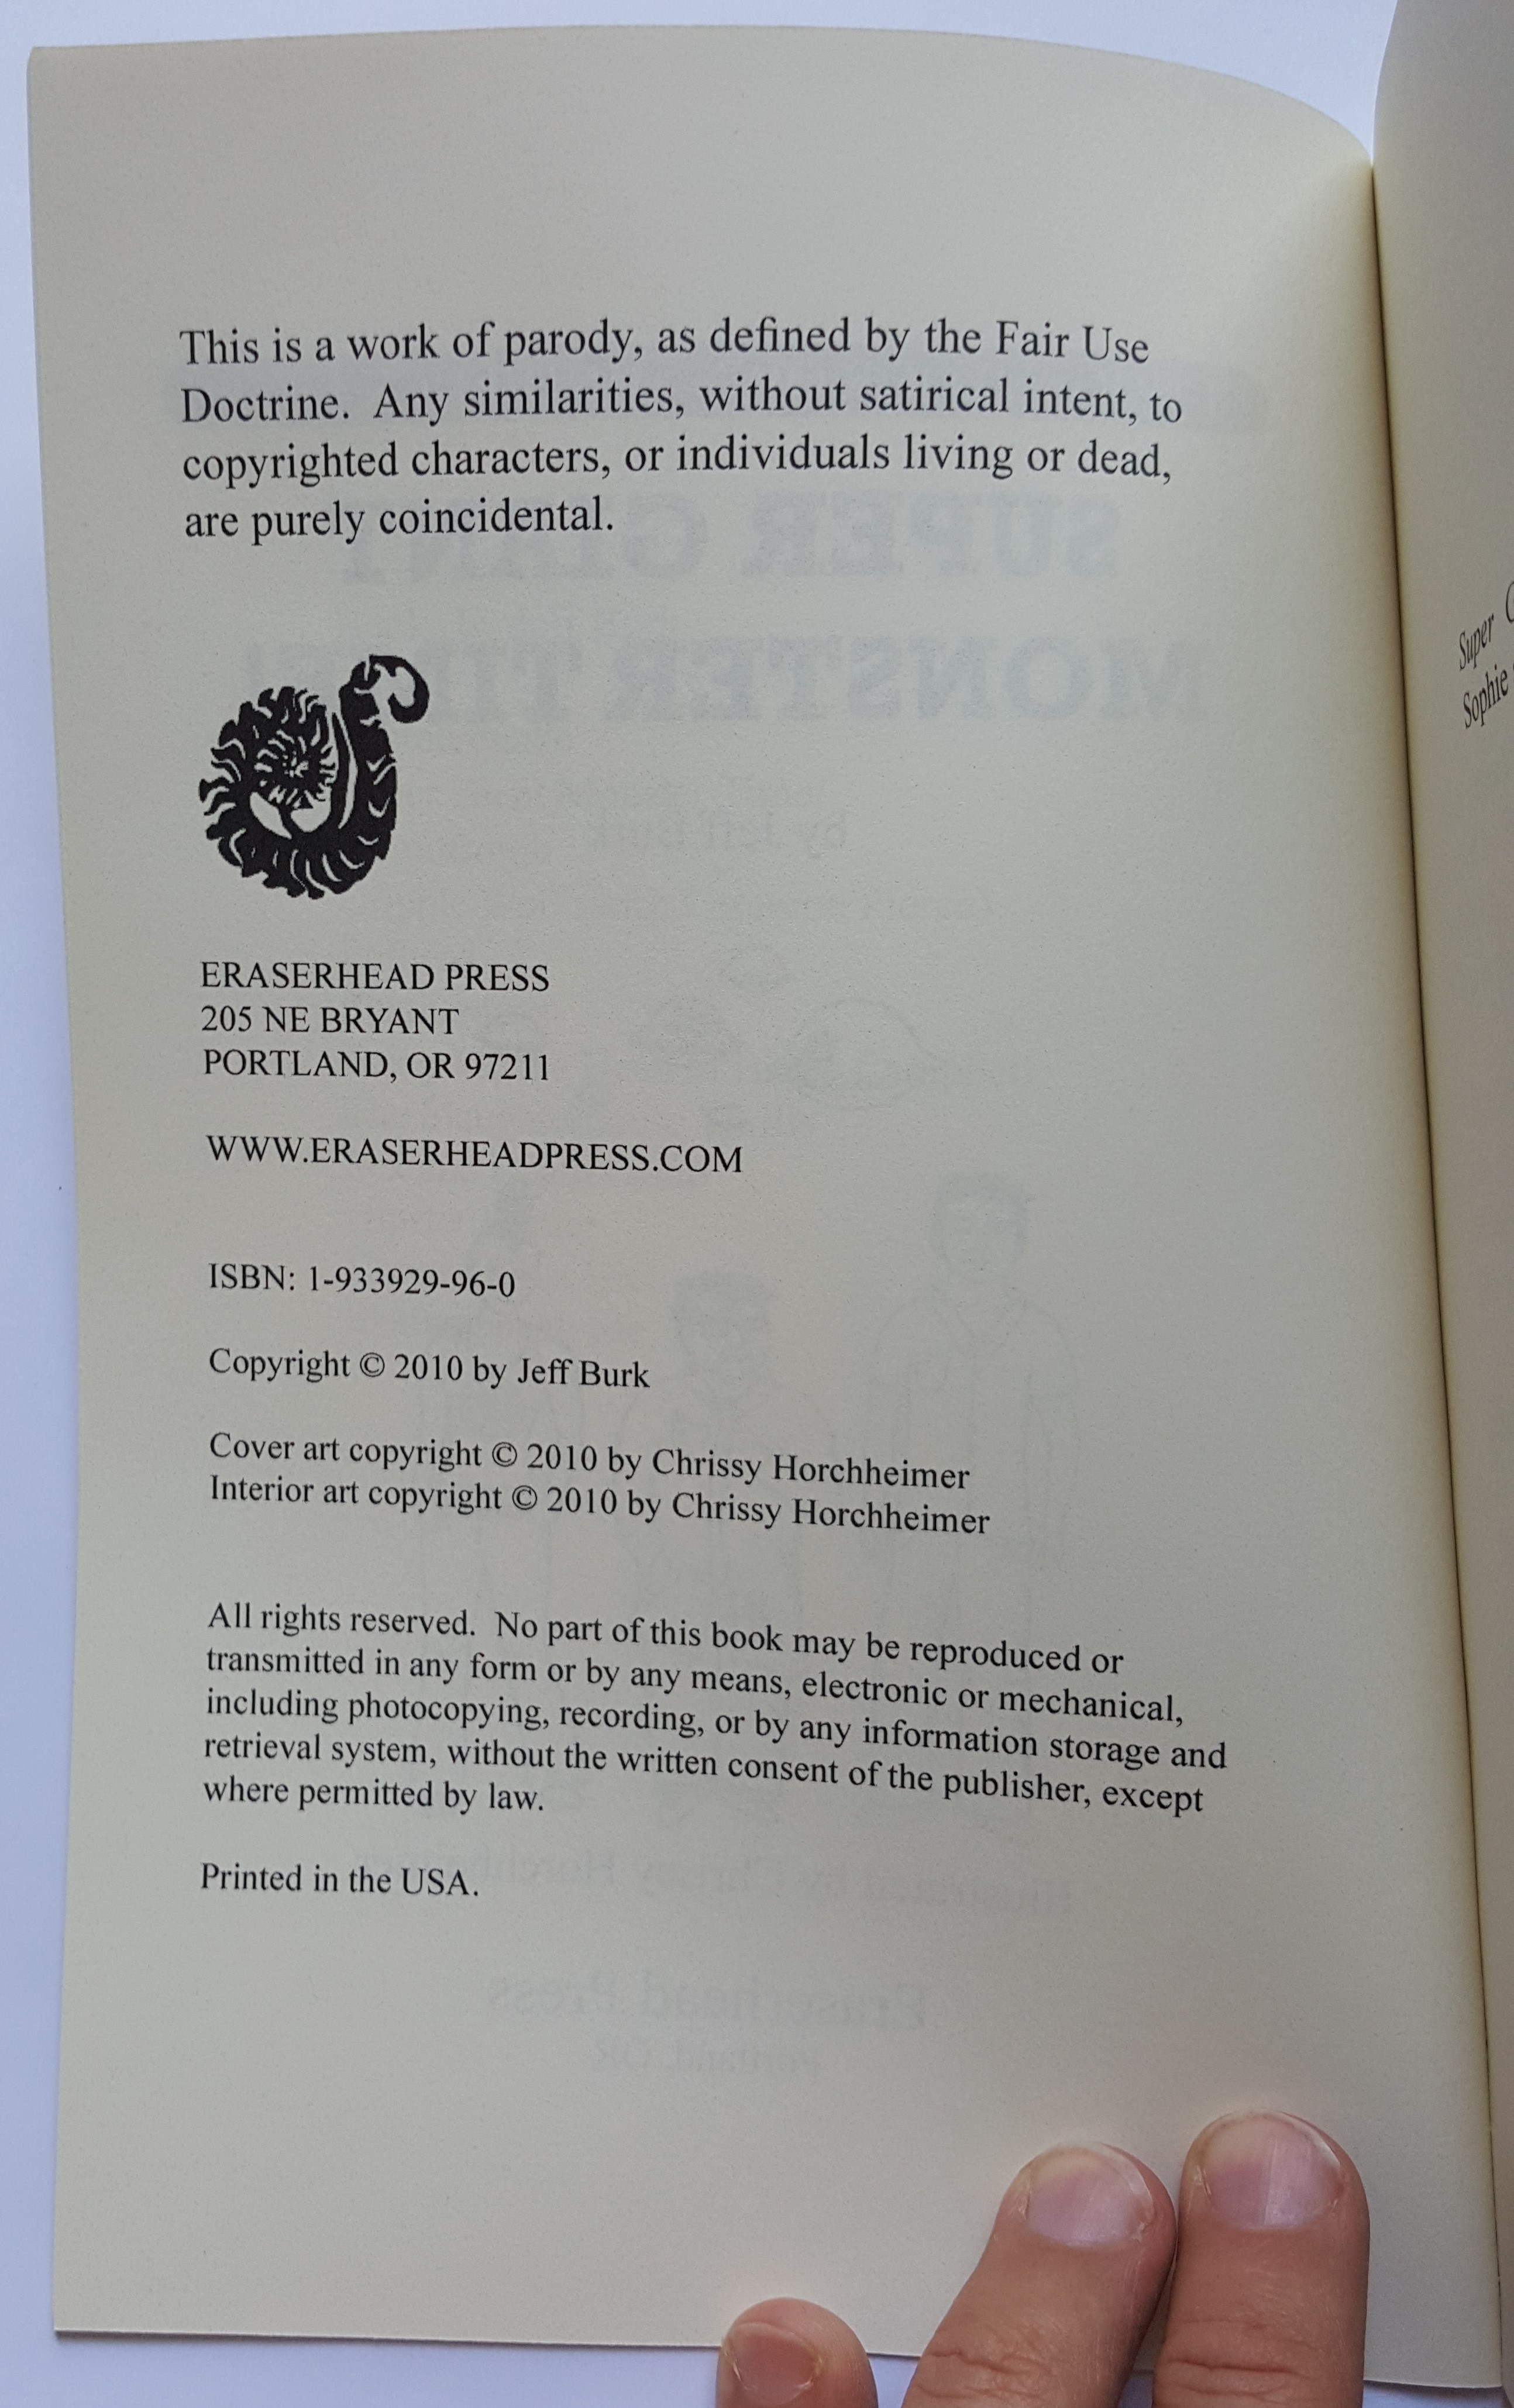 This is a work of parody, as defined by the Fair Use
Doctrine. Any similarities, without satirical intent, to
copyrighted characters, or individuals living or dead,
are purely coincidental.
ERASERHEAD PRESS
205 NE BRYANT
PORTLAND, OR 97211
WWW.ERASERHEADPRESS.COM
ISBN: 1-933929-96-0
Copyright © 2010 by Jeff Burk
Cover art copyright © 2010 by Chrissy Horchheimer
Interior art copyright © 2010 by Chrissy Horchheimer
All rights reserved. No part of this book may be reproduced or
transmitted in any form or by any means, electronic or mechanical,
including photocopying, recording, or by any information storage and
retrieval system, without the written consent of the publisher, except
where permitted by law.
Printed in the USA.
Super
Sophie